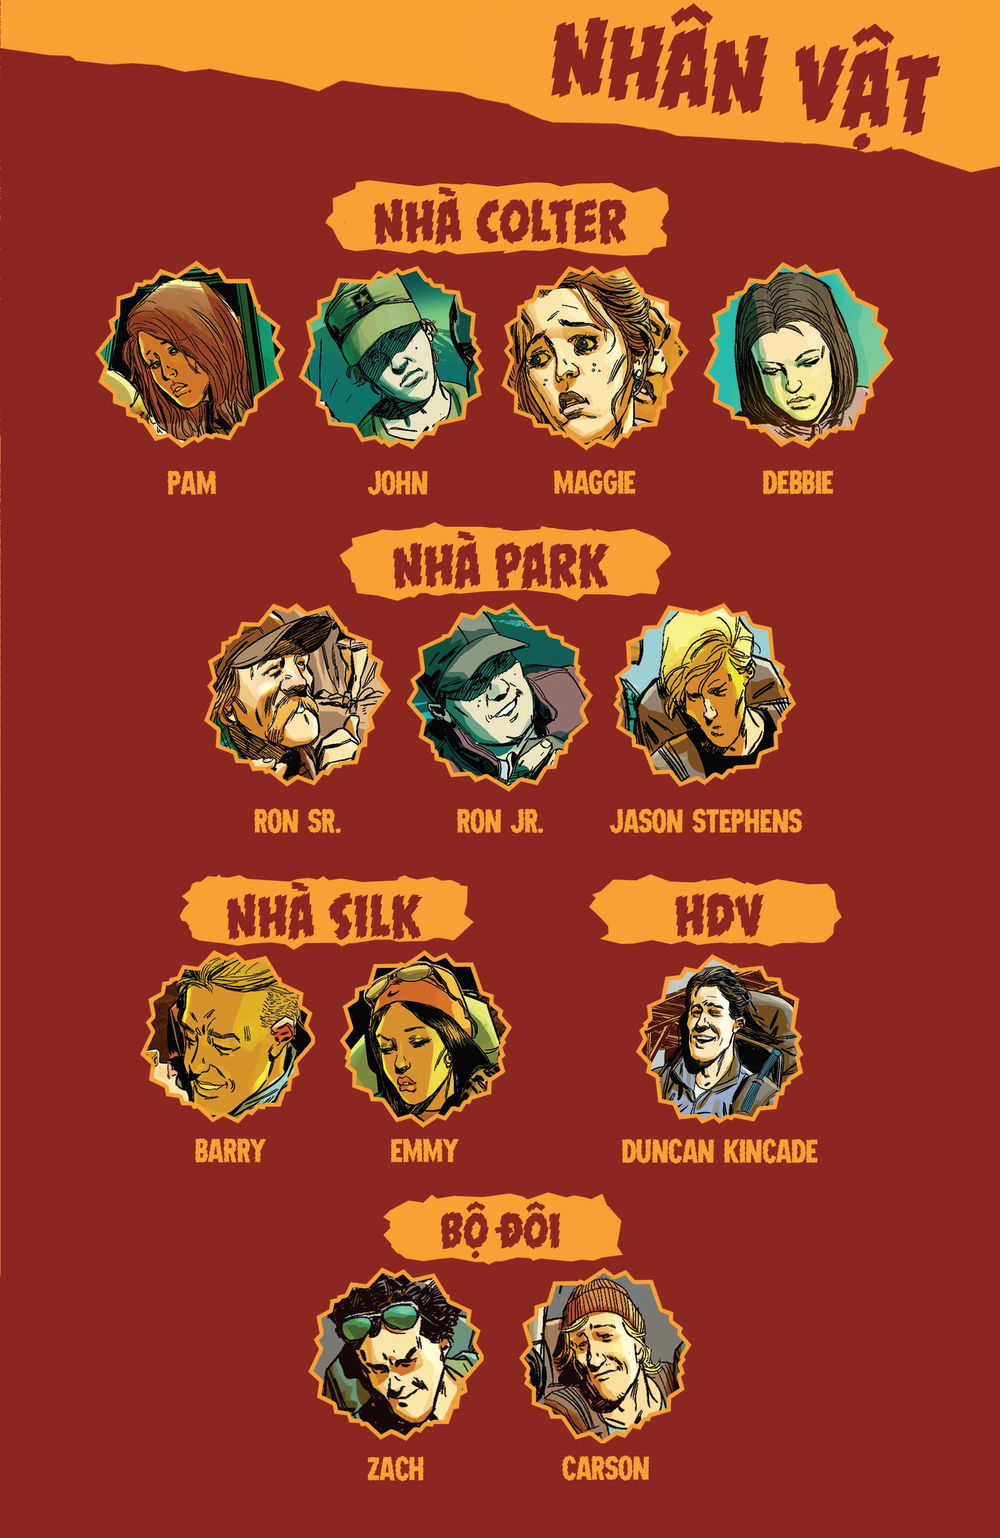 NHÂN VẬT
NHÀ COLTER
PAM JOHN MAGGIE DEBBIE
NHÀ PARK
RON SR. RON JR. JASON STEPHENS
NHÀ SILK HDV
BARRY EMMY DUNCAN KINCADE
BỘ ĐÔI
ZACH CARSON